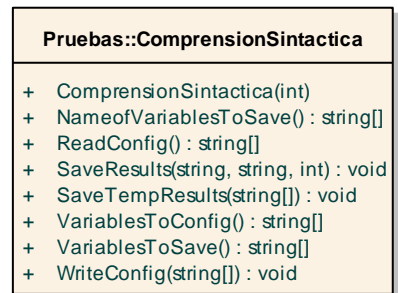 Pruebas::ComprensionSintactica
+ ComprensionSintactica(int)
+ NameofVariablesToSave() : string[]
+ ReadConfig() : string[]
+ SaveResults(string, string, int) : void
+ SaveTempResults(string[]) : void
+ VariablesToConfig() : string[]
+ VariablesToSave() : string[]
+ WriteConfig(string[]) : void